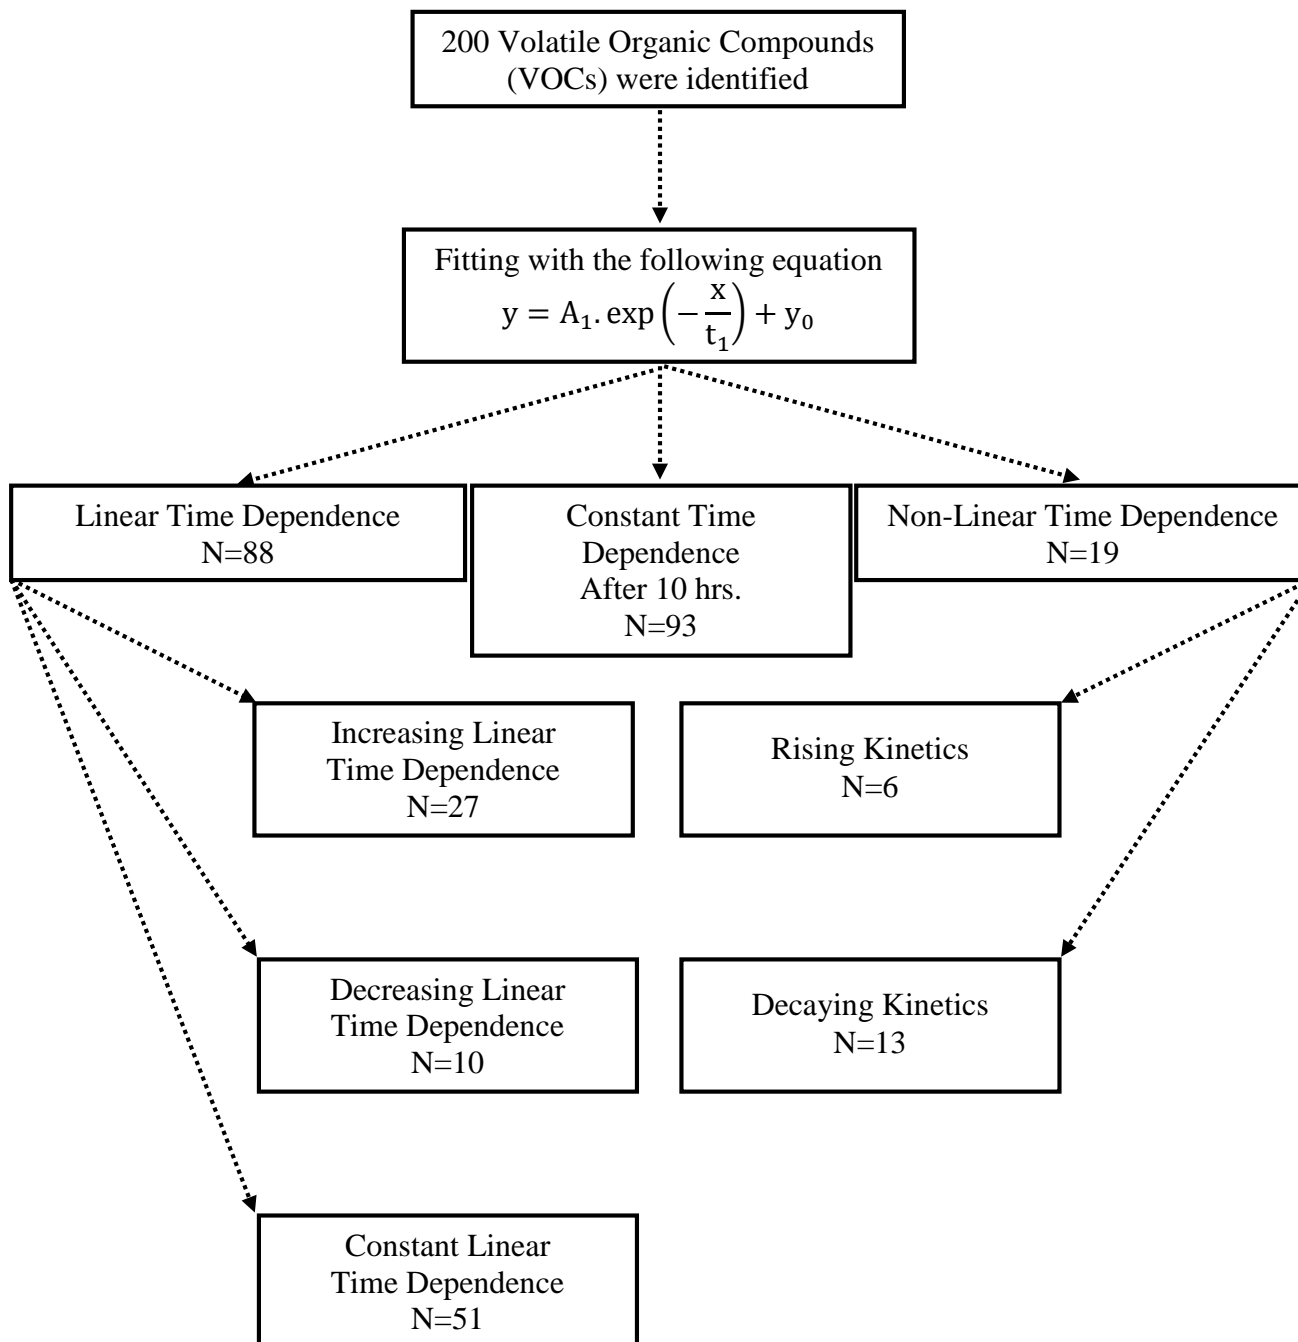 200 Volatile Organic Compounds
(VOCs) were identified
Fitting with the following equation
y = A₁. exp (− x/t₁) + y₀
Linear Time Dependence
N=88
Constant Time
Dependence
After 10 hrs.
N=93
Non-Linear Time Dependence
N=19
Increasing Linear
Time Dependence
N=27
Rising Kinetics
N=6
Decreasing Linear
Time Dependence
N=10
Decaying Kinetics
N=13
Constant Linear
Time Dependence
N=51